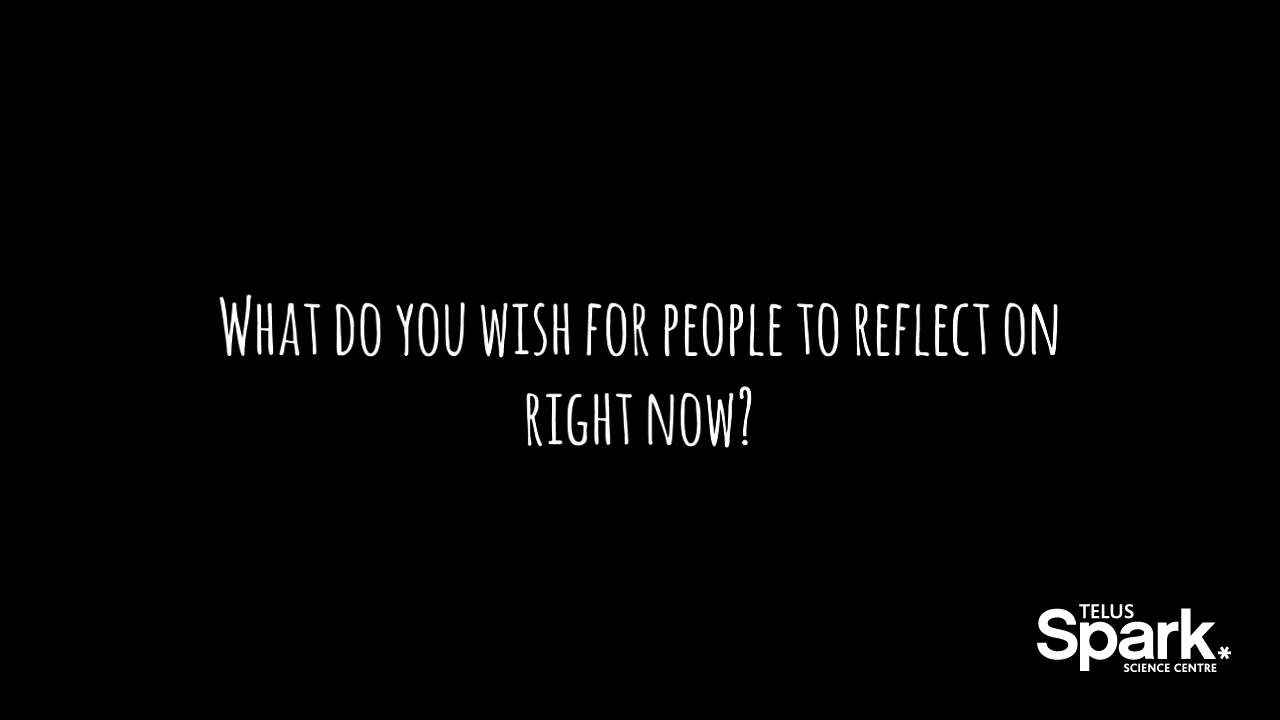 What do you wish for people to reflect on
right now?
TELUS
Spark.*
SCIENCE CENTRE